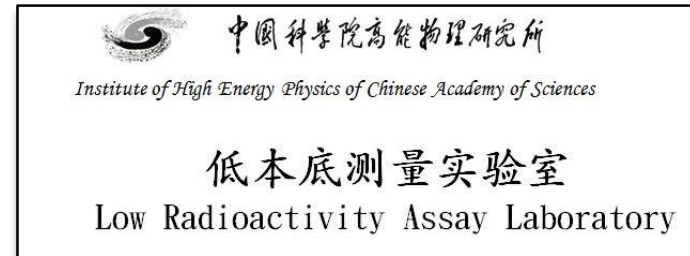 中国科学院高能物理研究所
Institute of High Energy Physics of Chinese Academy of Sciences
低本底测量实验室
Low Radioactivity Assay Laboratory